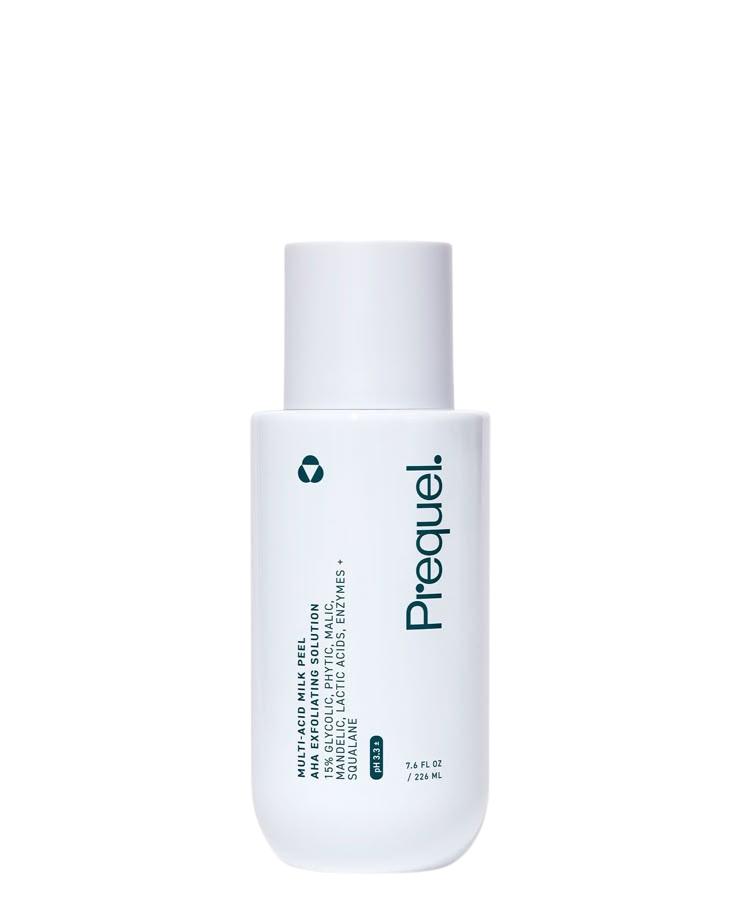 Prequel.
MULTI-ACID MILK PEEL
AHA EXFOLIATING SOLUTION
15% GLYCOLIC, PHYTIC, MALIC,
MANDELIC, LACTIC ACIDS, ENZYMES +
SQUALANE
pH 3.3 ±
7.6 FL OZ
/ 226 ML